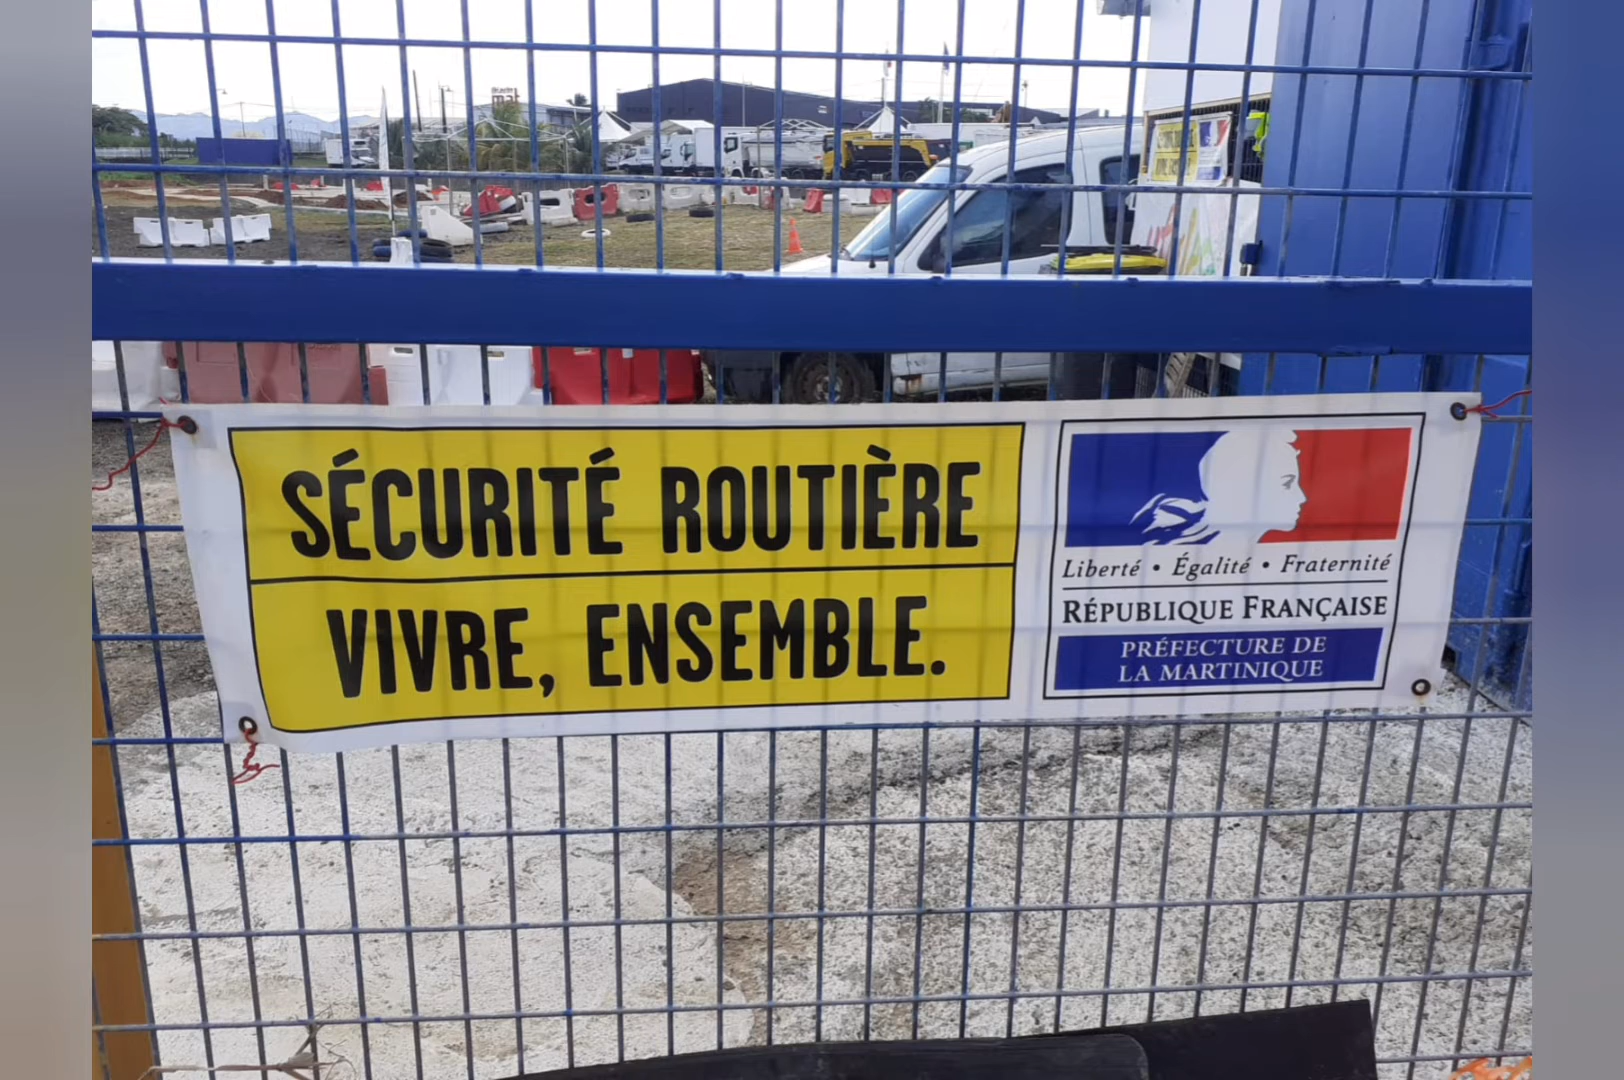 SÉCURITÉ ROUTIÈRE
VIVRE, ENSEMBLE.
Liberté • Égalité • Fraternité
RÉPUBLIQUE FRANÇAISE
PRÉFECTURE DE
LA MARTINIQUE